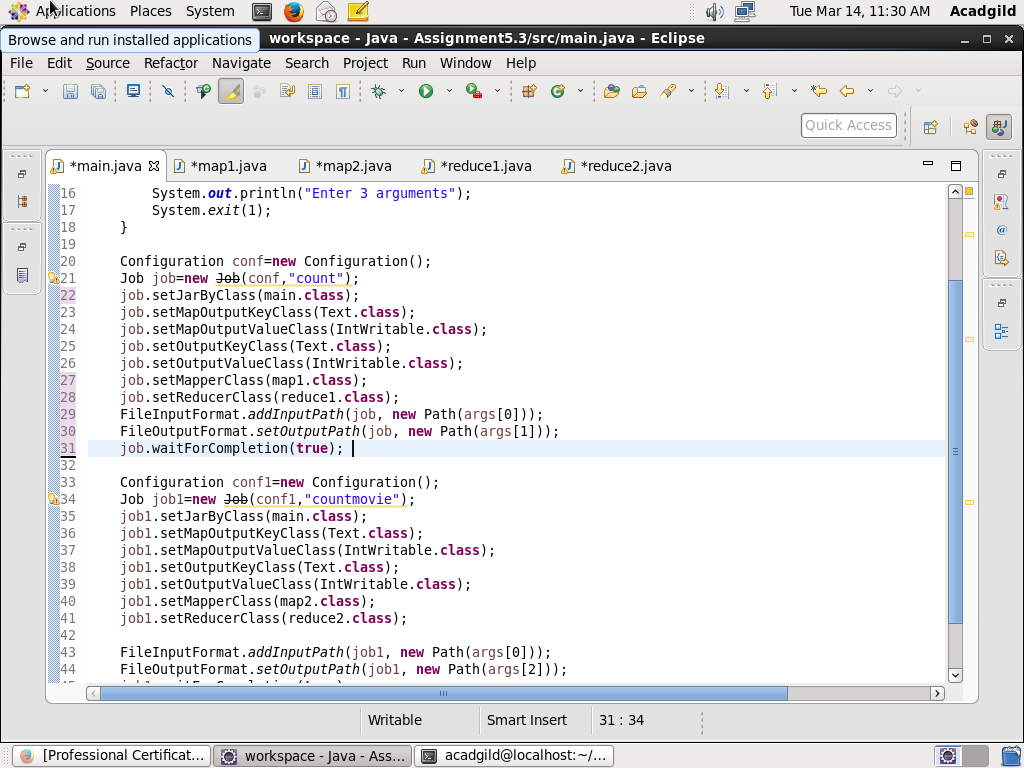 Applications Places System Tue Mar 14, 11:30 AM Acadgild
Browse and run installed applications
workspace - Java - Assignment5.3/src/main.java - Eclipse
File Edit Source Refactor Navigate Search Project Run Window Help
Quick Access
*main.java *map1.java *map2.java *reduce1.java *reduce2.java
16 System.out.println("Enter 3 arguments");
17 System.exit(1);
18 }
19
20 Configuration conf=new Configuration();
21 Job job=new Job(conf,"count");
22 job.setJarByClass(main.class);
23 job.setMapOutputKeyClass(Text.class);
24 job.setMapOutputValueClass(IntWritable.class);
25 job.setOutputKeyClass(Text.class);
26 job.setOutputValueClass(IntWritable.class);
27 job.setMapperClass(map1.class);
28 job.setReducerClass(reduce1.class);
29 FileInputFormat.addInputPath(job, new Path(args[0]));
30 FileOutputFormat.setOutputPath(job, new Path(args[1]));
31 job.waitForCompletion(true);
32
33 Configuration conf1=new Configuration();
34 Job job1=new Job(conf1,"countmovie");
35 job1.setJarByClass(main.class);
36 job1.setMapOutputKeyClass(Text.class);
37 job1.setMapOutputValueClass(IntWritable.class);
38 job1.setOutputKeyClass(Text.class);
39 job1.setOutputValueClass(IntWritable.class);
40 job1.setMapperClass(map2.class);
41 job1.setReducerClass(reduce2.class);
42
43 FileInputFormat.addInputPath(job1, new Path(args[0]));
44 FileOutputFormat.setOutputPath(job1, new Path(args[2]));
Writable Smart Insert 31 : 34
[Professional Certificat... workspace - Java - Ass... acadgild@localhost:~/...